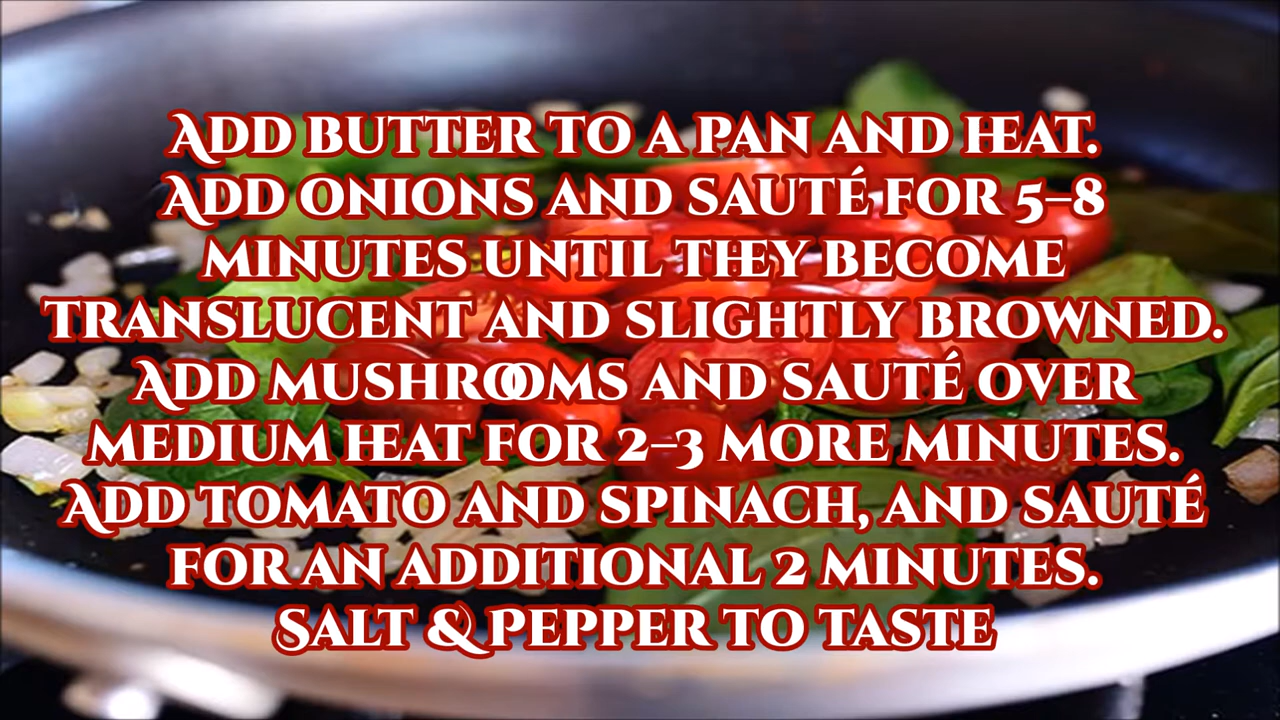 Add butter to a pan and heat.
Add onions and sauté for 5–8
minutes until they become
translucent and slightly browned.
Add mushrooms and sauté over
medium heat for 2–3 more minutes.
Add tomato and spinach, and sauté
for an additional 2 minutes.
Salt & Pepper to taste